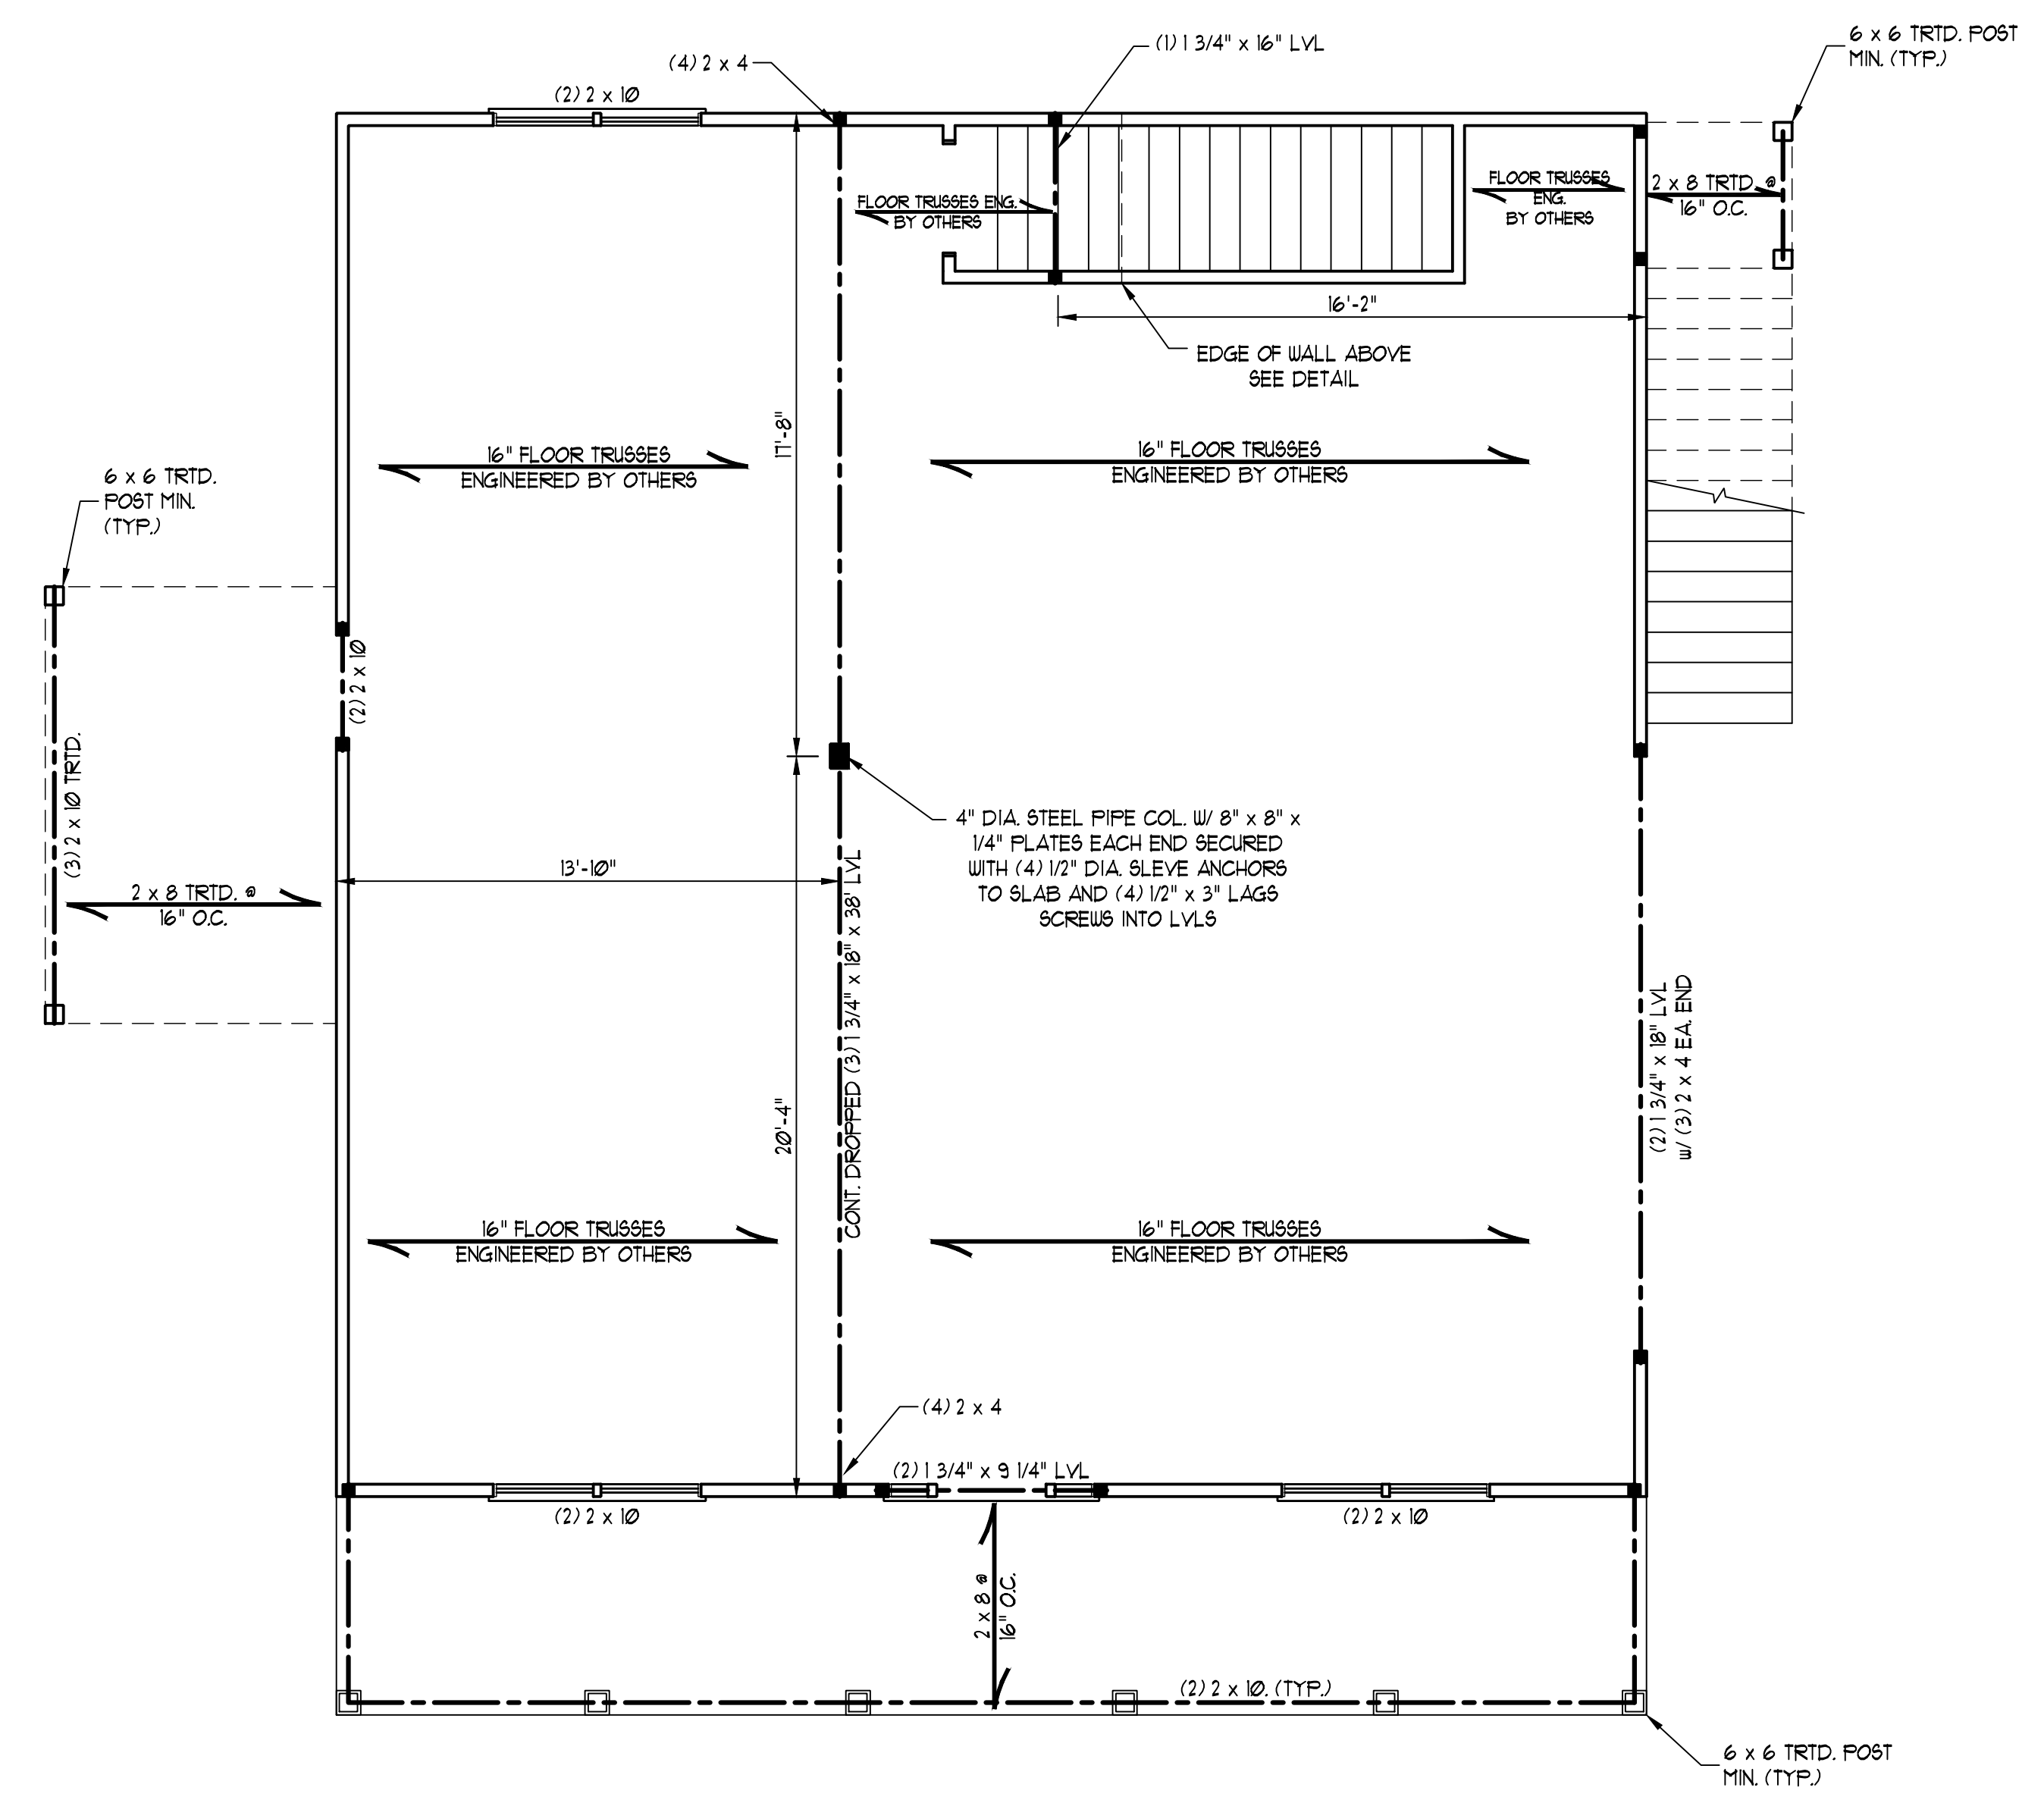 6 x 6 TRTD. POST
MIN. (TYP.)
(1) 1 3/4" x 16" LVL
(4) 2 x 4
(2) 2 x 10
FLOOR TRUSSES
ENG.
BY OTHERS
2 x 8 TRTD. @
16" O.C.
FLOOR TRUSSES ENG.
BY OTHERS
16'-2"
EDGE OF WALL ABOVE
SEE DETAIL
17'-8"
16" FLOOR TRUSSES
ENGINEERED BY OTHERS
16" FLOOR TRUSSES
ENGINEERED BY OTHERS
6 x 6 TRTD.
POST MIN.
(TYP.)
(2) 2 x 10
(3) 2 x 10 TRTD.
4" DIA. STEEL PIPE COL. W/ 8" x 8" x
1/4" PLATES EACH END SECURED
WITH (4) 1/2" DIA. SLEVE ANCHORS
TO SLAB AND (4) 1/2" x 3" LAGS
SCREWS INTO LVLS
13'-10"
2 x 8 TRTD. @
16" O.C.
CONT. DROPPED (3) 1 3/4" x 18" x 38' LVL
20'-4"
(2) 1 3/4" x 18" LVL
w/ (3) 2 x 4 EA. END
16" FLOOR TRUSSES
ENGINEERED BY OTHERS
16" FLOOR TRUSSES
ENGINEERED BY OTHERS
(4) 2 x 4
(2) 1 3/4" x 9 1/4" LVL
(2) 2 x 10
(2) 2 x 10
2 x 8 @
16" O.C.
(2) 2 x 10. (TYP.)
6 x 6 TRTD. POST
MIN. (TYP.)